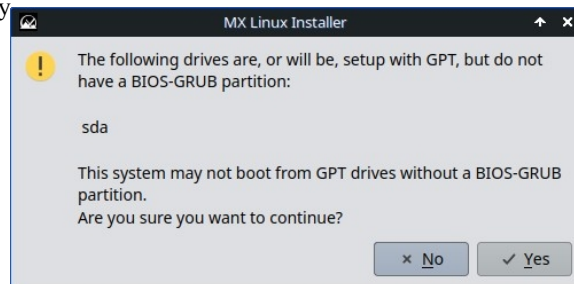 y
MX Linux Installer
The following drives are, or will be, setup with GPT, but do not
have a BIOS-GRUB partition:
sda
This system may not boot from GPT drives without a BIOS-GRUB
partition.
Are you sure you want to continue?
No
Yes